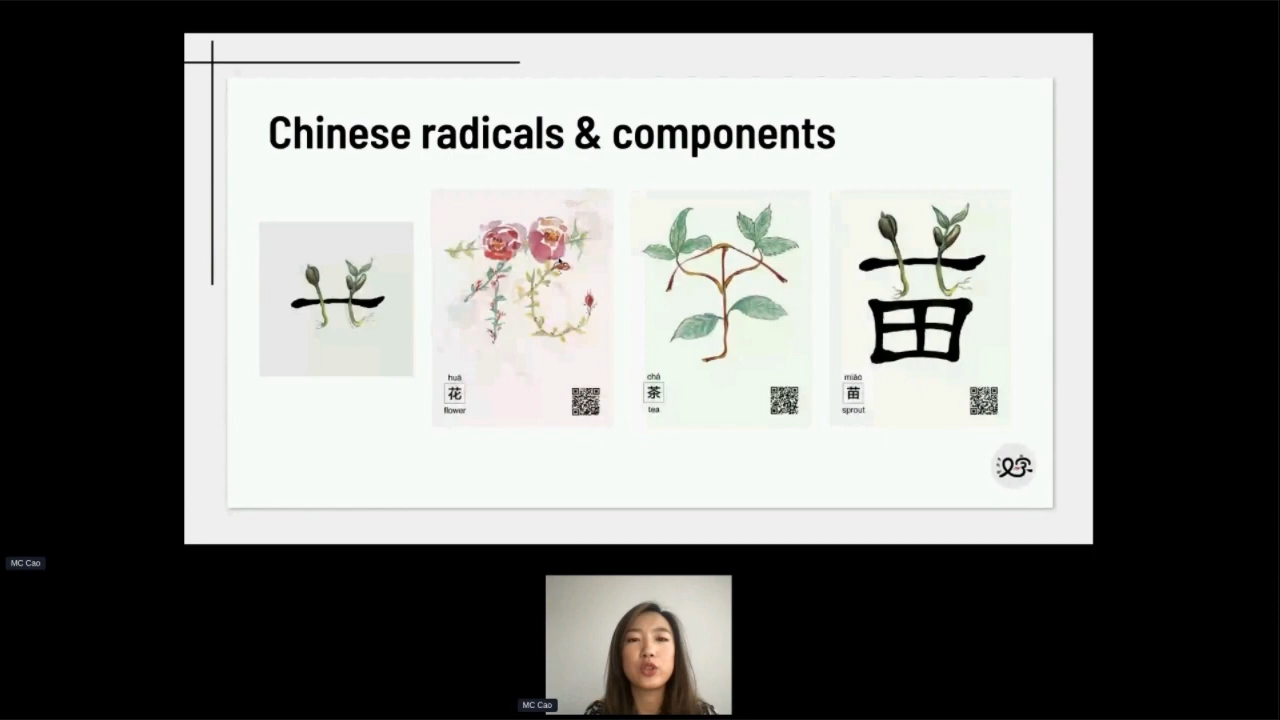 Chinese radicals & components
huā
花
flower
chá
茶
tea
miáo
苗
sprout
MC Cao
MC Cao